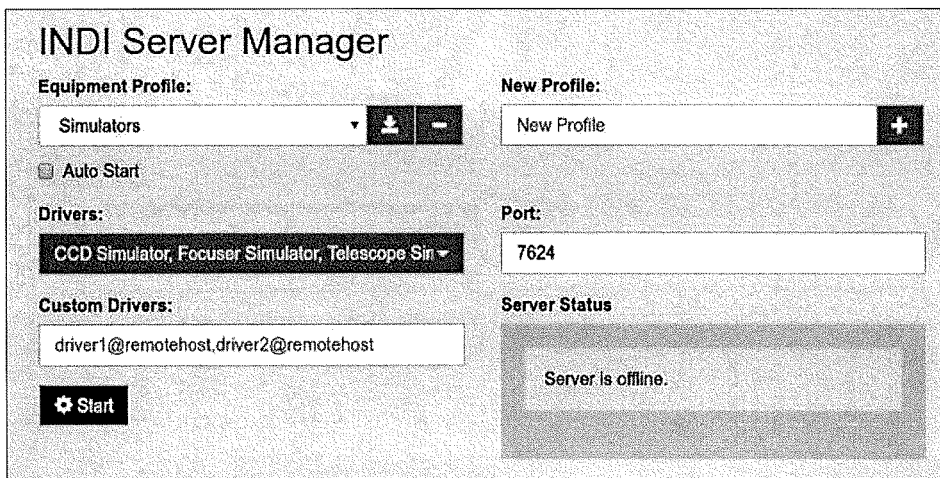 INDI Server Manager
Equipment Profile:
New Profile:
Simulators
New Profile
Auto Start
Drivers:
Port:
CCD Simulator, Focuser Simulator, Telescope Sim
7624
Custom Drivers:
Server Status
driver1@remotehost,driver2@remotehost
Server is offline.
Start